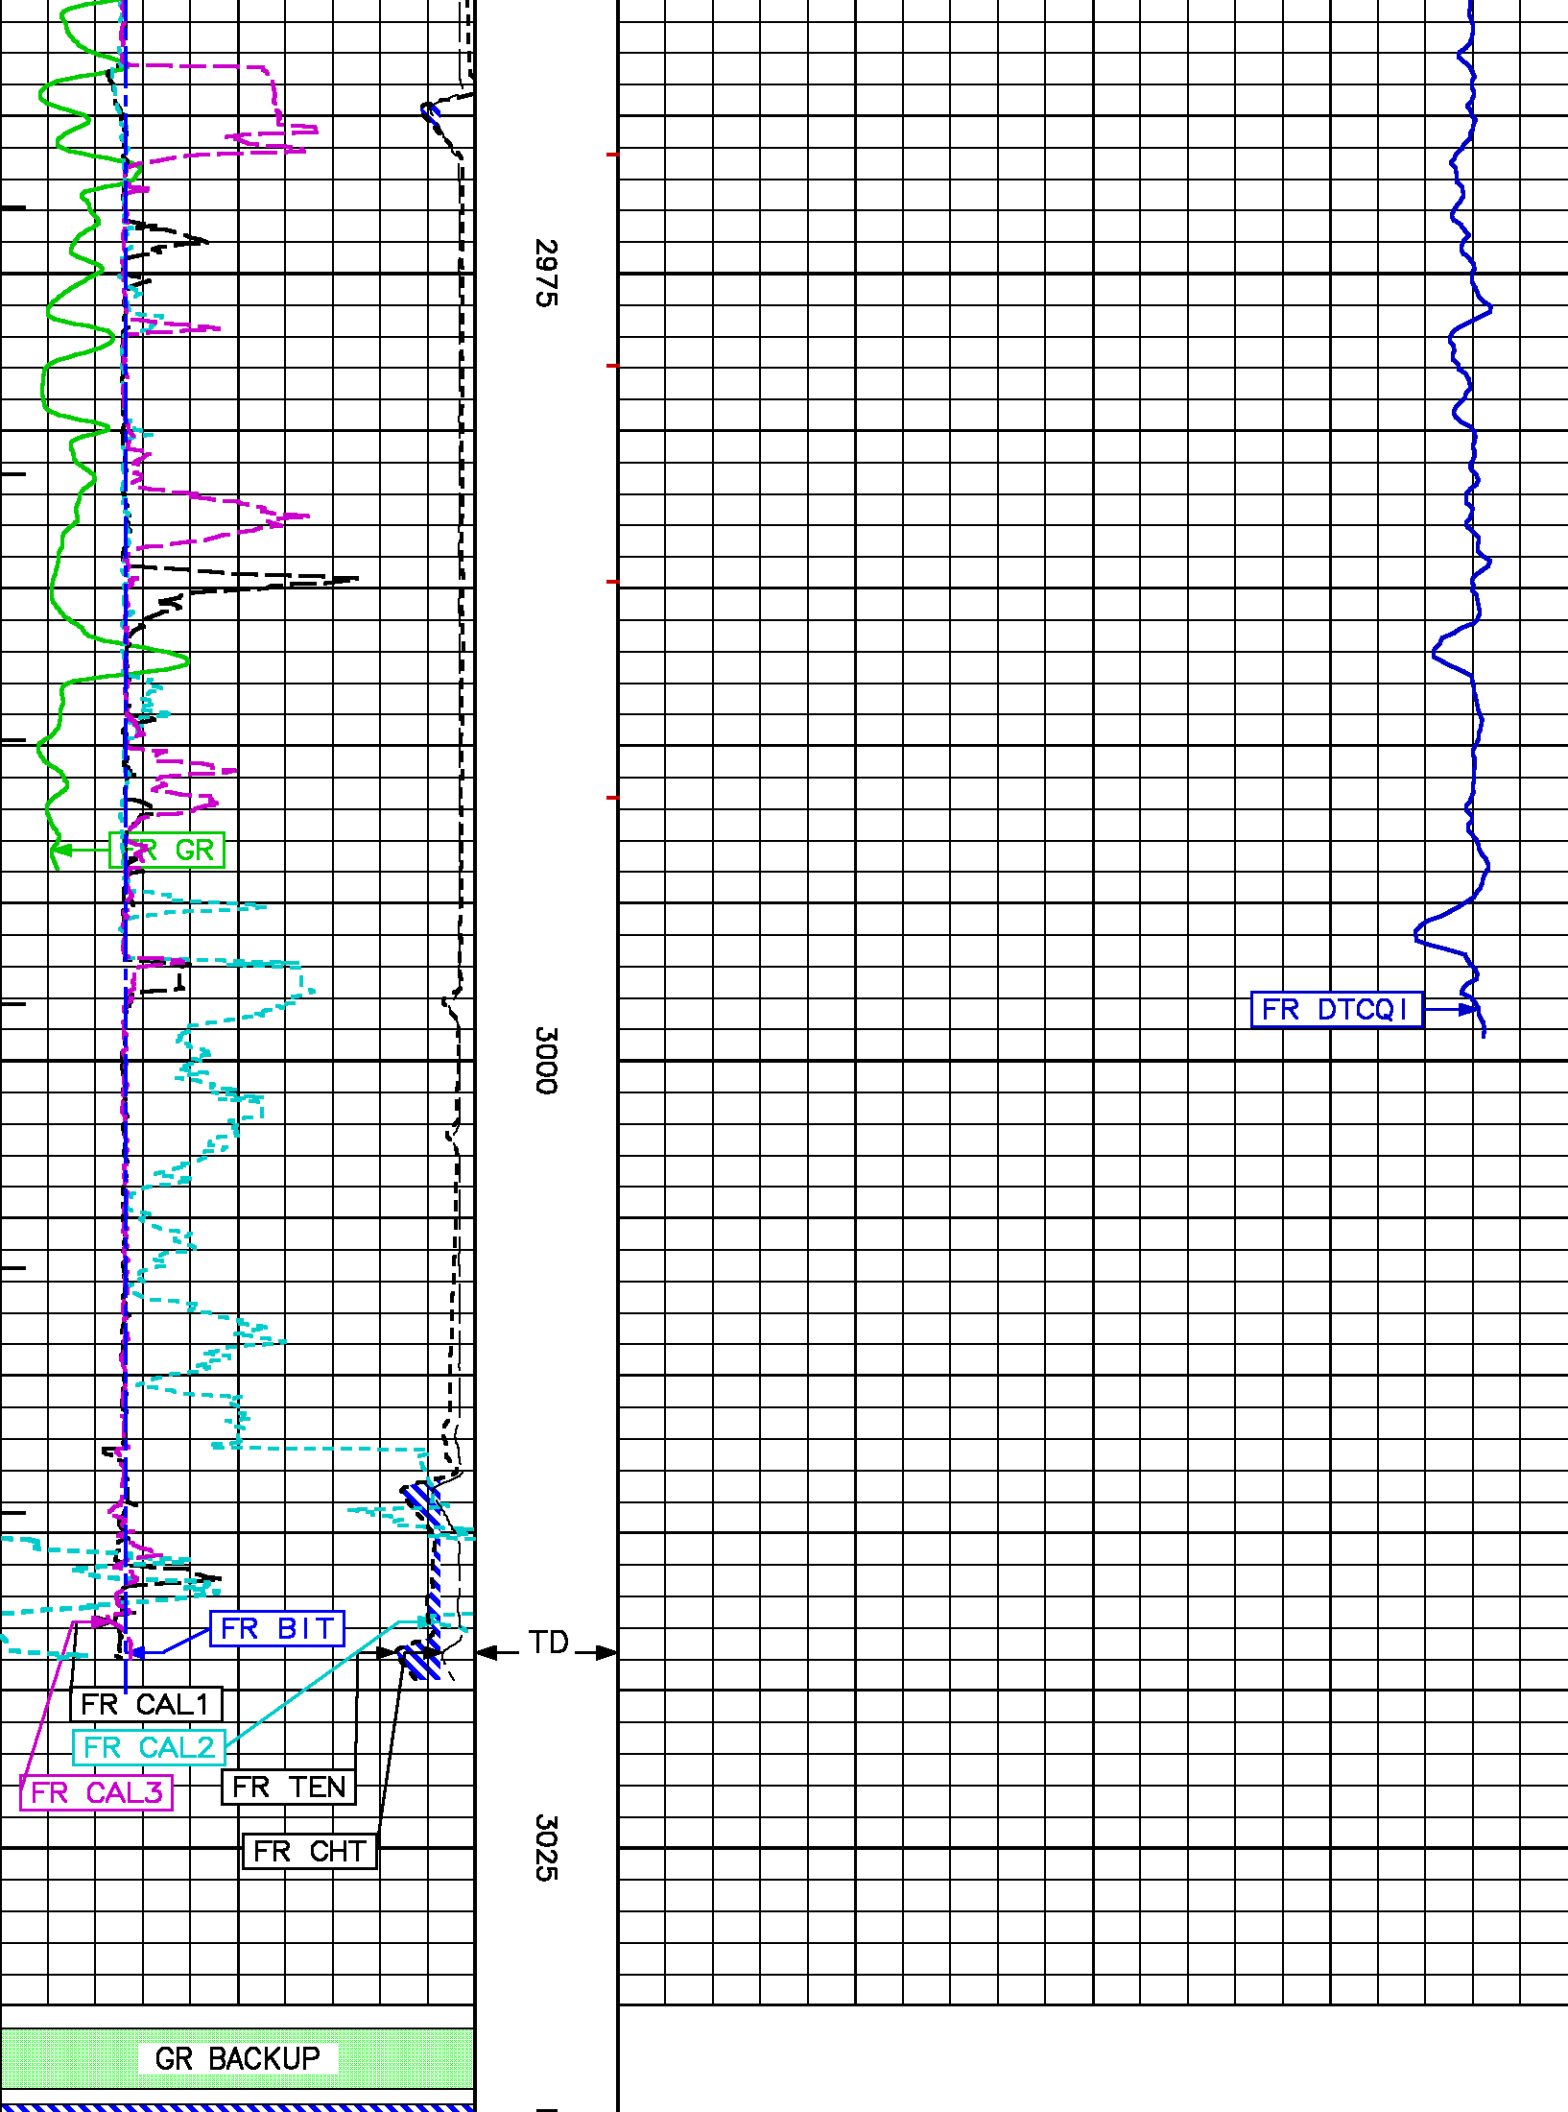 2975
FR GR
FR DTCQI
3000
FR BIT
TD
FR CAL1
FR CAL2
FR TEN
FR CAL3
FR CHT
3025
GR BACKUP